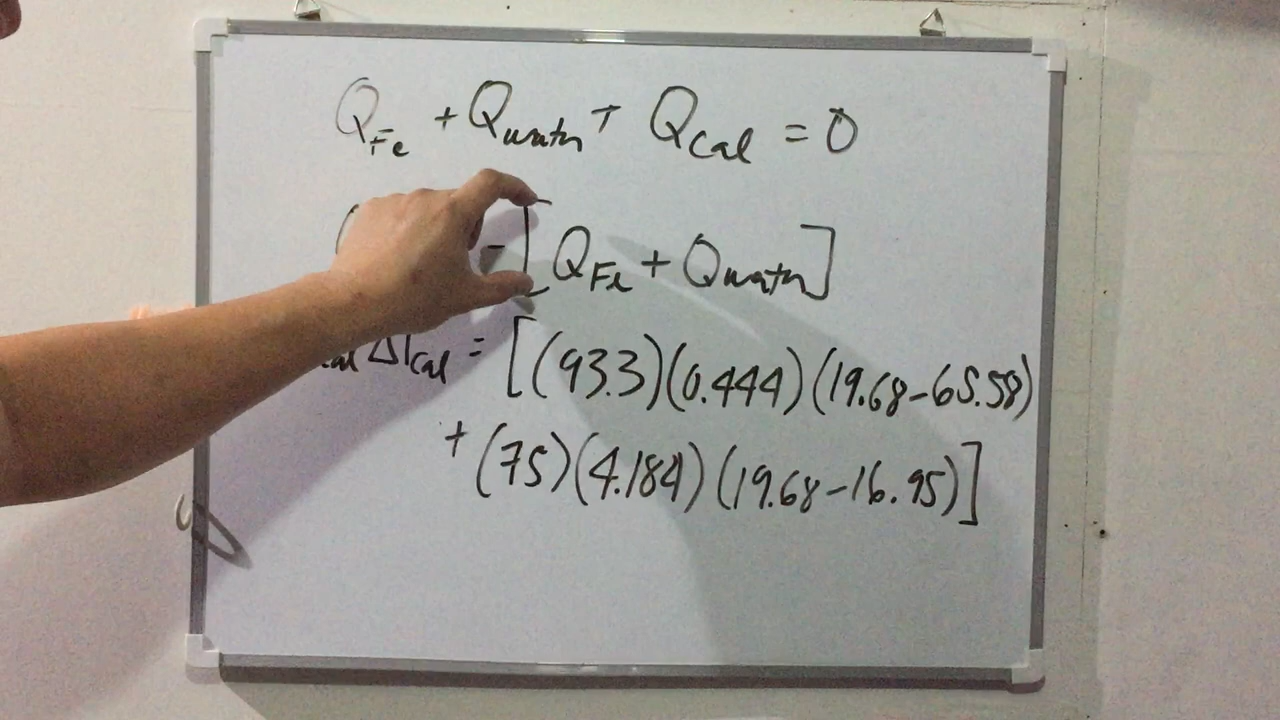 Q_Fe + Q_water + Q_cal = 0
-[Q_Fe + Q_water]
cal ΔT_cal = [(93.3)(0.444)(19.68-65.58)
+ (75)(4.184)(19.68-16.95)]